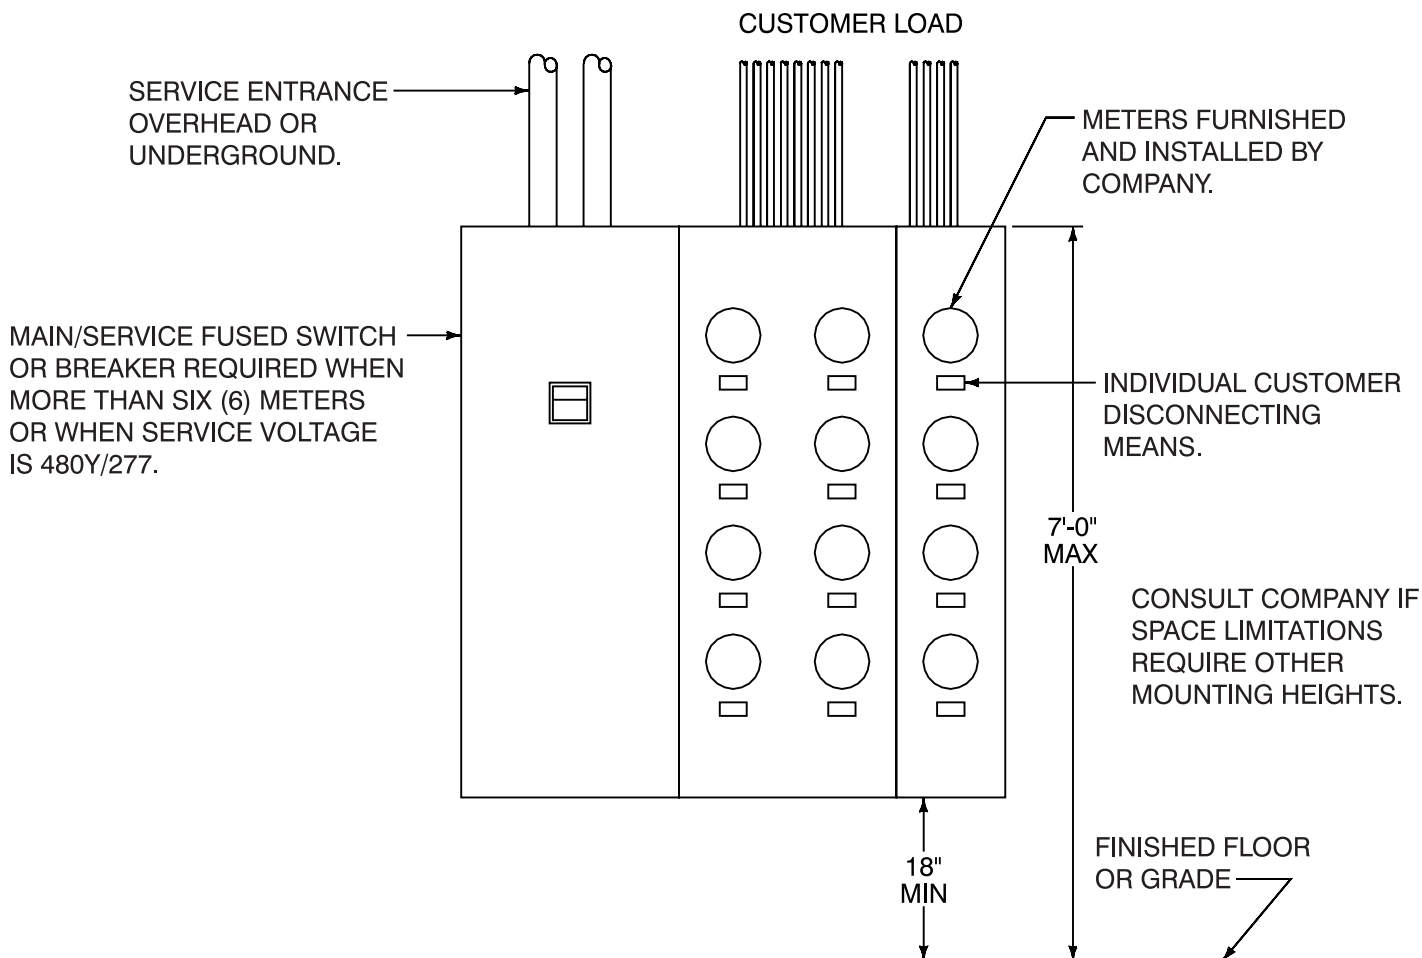 CUSTOMER LOAD
SERVICE ENTRANCE
OVERHEAD OR
UNDERGROUND.
METERS FURNISHED
AND INSTALLED BY
COMPANY.
MAIN/SERVICE FUSED SWITCH
OR BREAKER REQUIRED WHEN
MORE THAN SIX (6) METERS
OR WHEN SERVICE VOLTAGE
IS 480Y/277.
INDIVIDUAL CUSTOMER
DISCONNECTING
MEANS.
7'-0"
MAX
CONSULT COMPANY IF
SPACE LIMITATIONS
REQUIRE OTHER
MOUNTING HEIGHTS.
18"
MIN
FINISHED FLOOR
OR GRADE